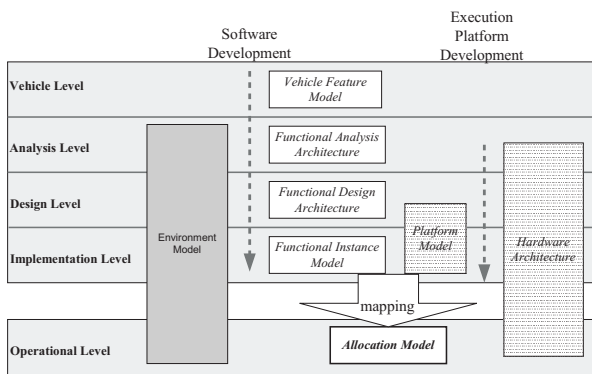 Software
Development
Execution
Platform
Development
Vehicle Level
Vehicle Feature
Model
Analysis Level
Functional Analysis
Architecture
Design Level
Functional Design
Architecture
Environment
Model
Platform
Model
Hardware
Architecture
Implementation Level
Functional Instance
Model
mapping
Operational Level
Allocation Model